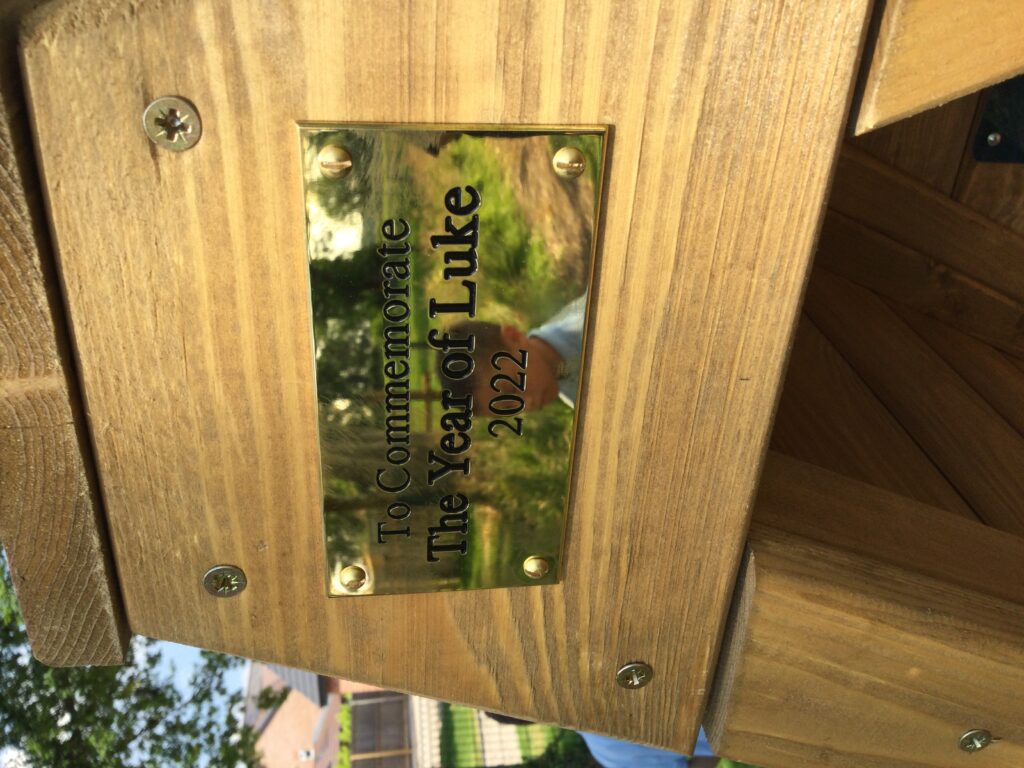 To Commemorate
The Year of Luke
2022